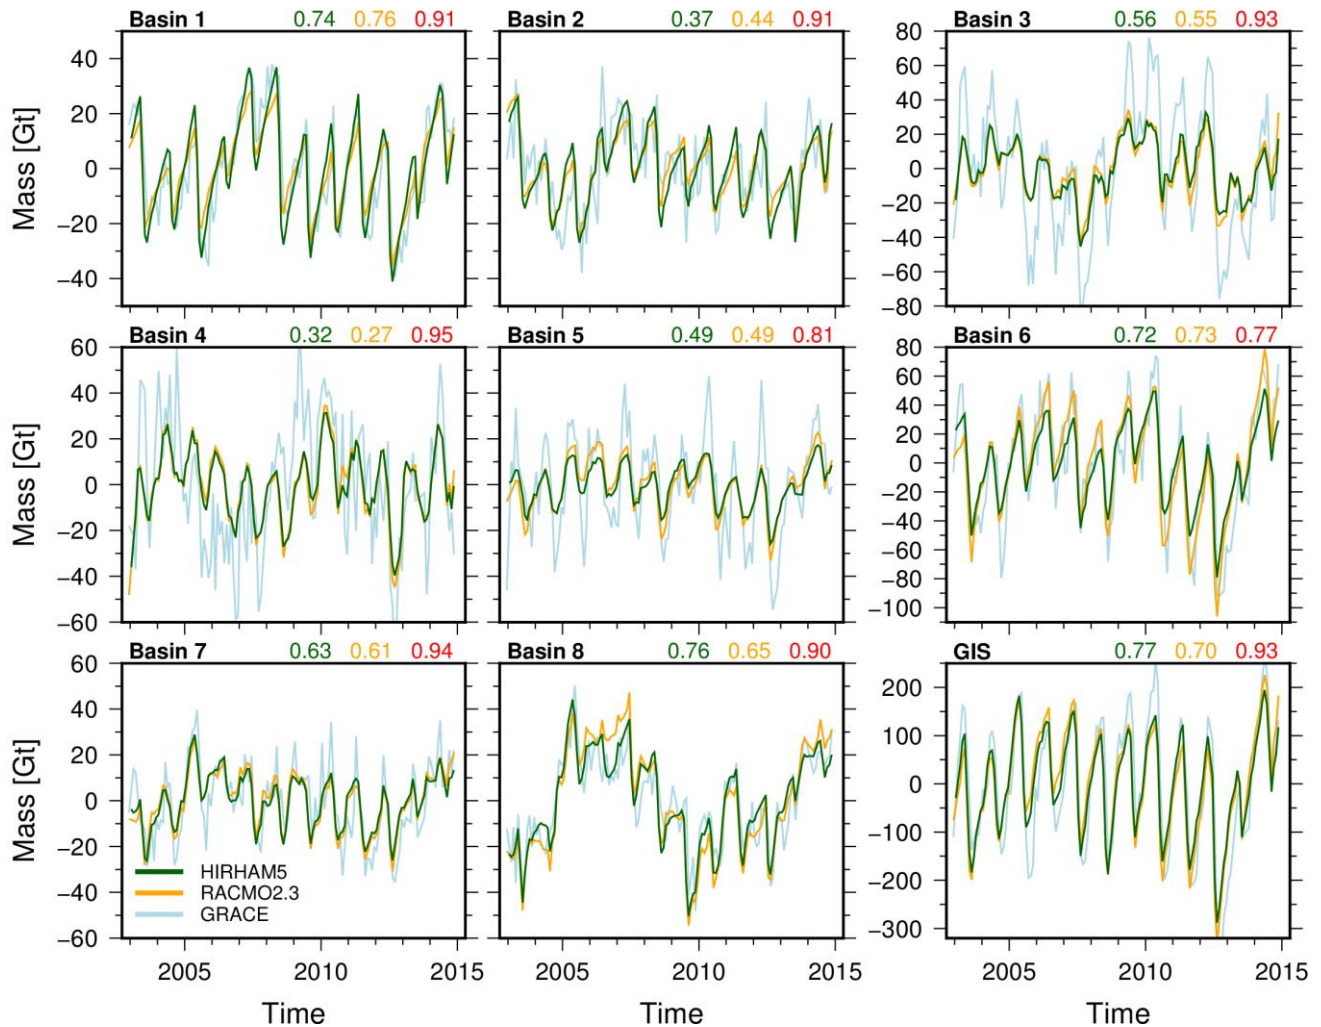 Basin 1 0.74 0.76 0.91
Basin 2 0.37 0.44 0.91
Basin 3 0.56 0.55 0.93
Mass [Gt]
40
20
0
−20
−40
80
60
40
20
0
−20
−40
−60
−80
Basin 4 0.32 0.27 0.95
Basin 5 0.49 0.49 0.81
Basin 6 0.72 0.73 0.77
Mass [Gt]
60
40
20
0
−20
−40
−60
80
60
40
20
0
−20
−40
−60
−80
−100
Basin 7 0.63 0.61 0.94
Basin 8 0.76 0.65 0.90
GIS 0.77 0.70 0.93
Mass [Gt]
60
40
20
0
−20
−40
−60
HIRHAM5
RACMO2.3
GRACE
200
100
0
−100
−200
−300
2005 2010 2015
2005 2010 2015
2005 2010 2015
Time
Time
Time